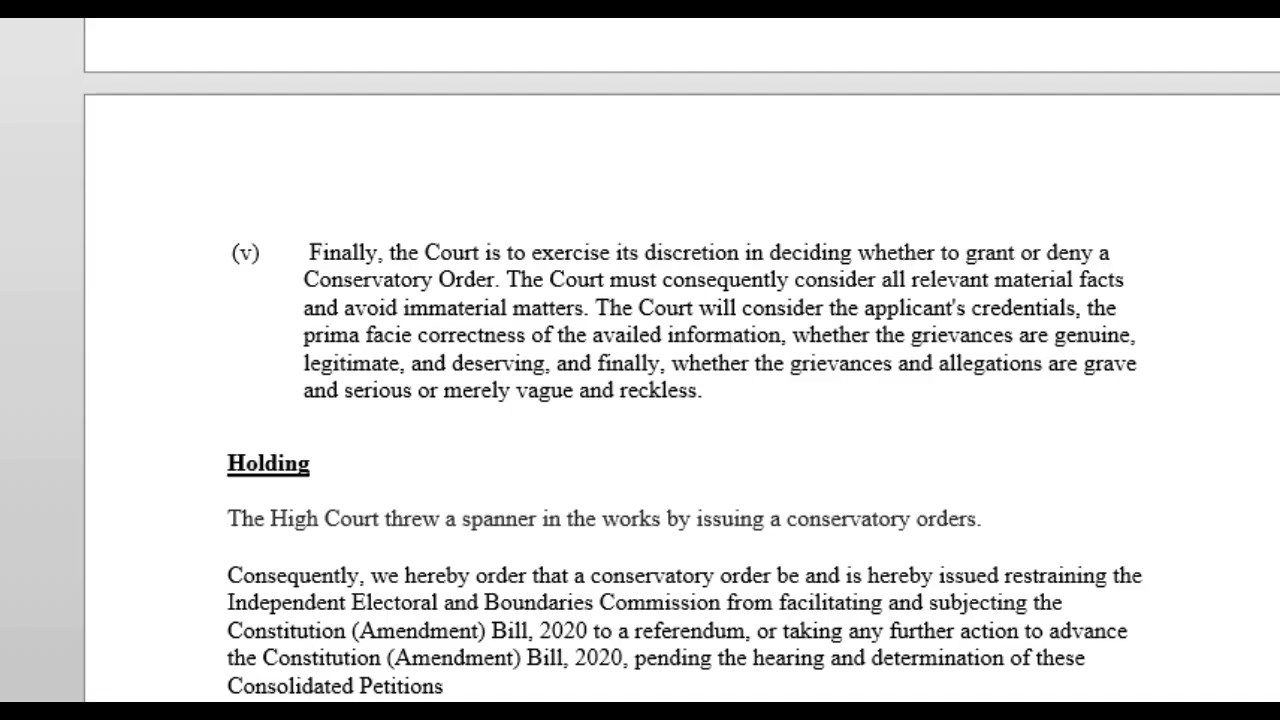 (v) Finally, the Court is to exercise its discretion in deciding whether to grant or deny a
Conservatory Order. The Court must consequently consider all relevant material facts
and avoid immaterial matters. The Court will consider the applicant's credentials, the
prima facie correctness of the availed information, whether the grievances are genuine,
legitimate, and deserving, and finally, whether the grievances and allegations are grave
and serious or merely vague and reckless.
Holding
The High Court threw a spanner in the works by issuing a conservatory orders.
Consequently, we hereby order that a conservatory order be and is hereby issued restraining the
Independent Electoral and Boundaries Commission from facilitating and subjecting the
Constitution (Amendment) Bill, 2020 to a referendum, or taking any further action to advance
the Constitution (Amendment) Bill, 2020, pending the hearing and determination of these
Consolidated Petitions